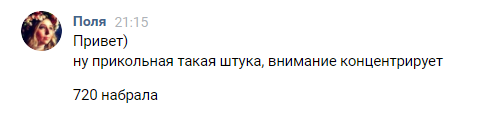 Поля 21:15
Привет)
ну прикольная такая штука, внимание концентрирует
720 набрала